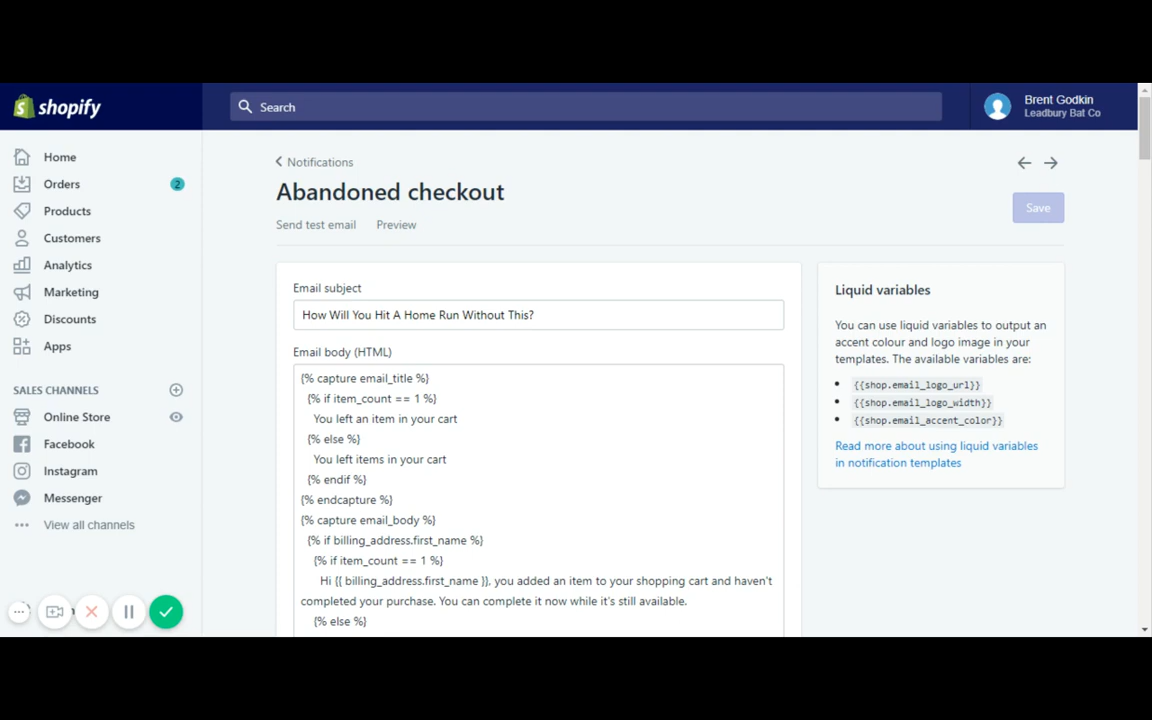 shopify
Search
Brent Godkin
Leadbury Bat Co
Home
Orders
2
Products
Customers
Analytics
Marketing
Discounts
Apps
SALES CHANNELS
Online Store
Facebook
Instagram
Messenger
View all channels
Notifications
Abandoned checkout
Send test email Preview
Save
Email subject
How Will You Hit A Home Run Without This?
Email body (HTML)
{% capture email_title %}
{% if item_count == 1 %}
You left an item in your cart
{% else %}
You left items in your cart
{% endif %}
{% endcapture %}
{% capture email_body %}
{% if billing_address.first_name %}
{% if item_count == 1 %}
Hi {{ billing_address.first_name }}, you added an item to your shopping cart and haven't
completed your purchase. You can complete it now while it's still available.
{% else %}
Liquid variables
You can use liquid variables to output an
accent colour and logo image in your
templates. The available variables are:
{{shop.email_logo_url}}
{{shop.email_logo_width}}
{{shop.email_accent_color}}
Read more about using liquid variables
in notification templates